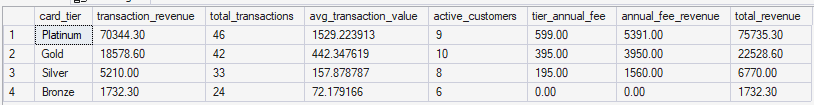 card_tier transaction_revenue total_transactions avg_transaction_value active_customers tier_annual_fee annual_fee_revenue total_revenue
1 Platinum 70344.30 46 1529.223913 9 599.00 5391.00 75735.30
2 Gold 18578.60 42 442.347619 10 395.00 3950.00 22528.60
3 Silver 5210.00 33 157.878787 8 195.00 1560.00 6770.00
4 Bronze 1732.30 24 72.179166 6 0.00 0.00 1732.30